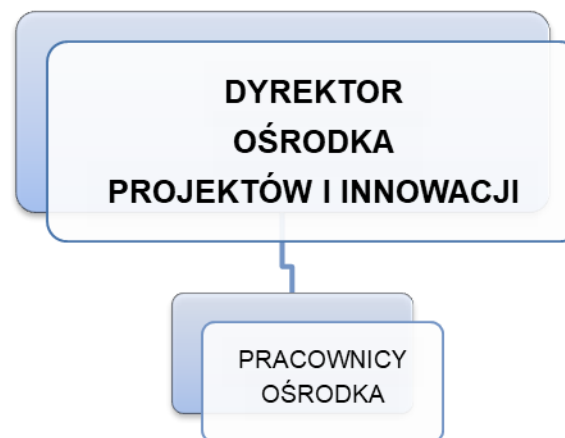 DYREKTOR
OŚRODKA
PROJEKTÓW I INNOWACJI
PRACOWNICY
OŚRODKA